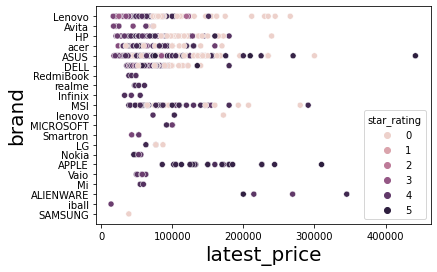 Lenovo
Avita
HP
acer
ASUS
DELL
RedmiBook
realme
Infinix
MSI
lenovo
MICROSOFT
Smartron
LG
Nokia
APPLE
Vaio
Mi
ALIENWARE
iball
SAMSUNG
brand
star_rating
0
1
2
3
4
5
0 100000 200000 300000 400000
latest_price